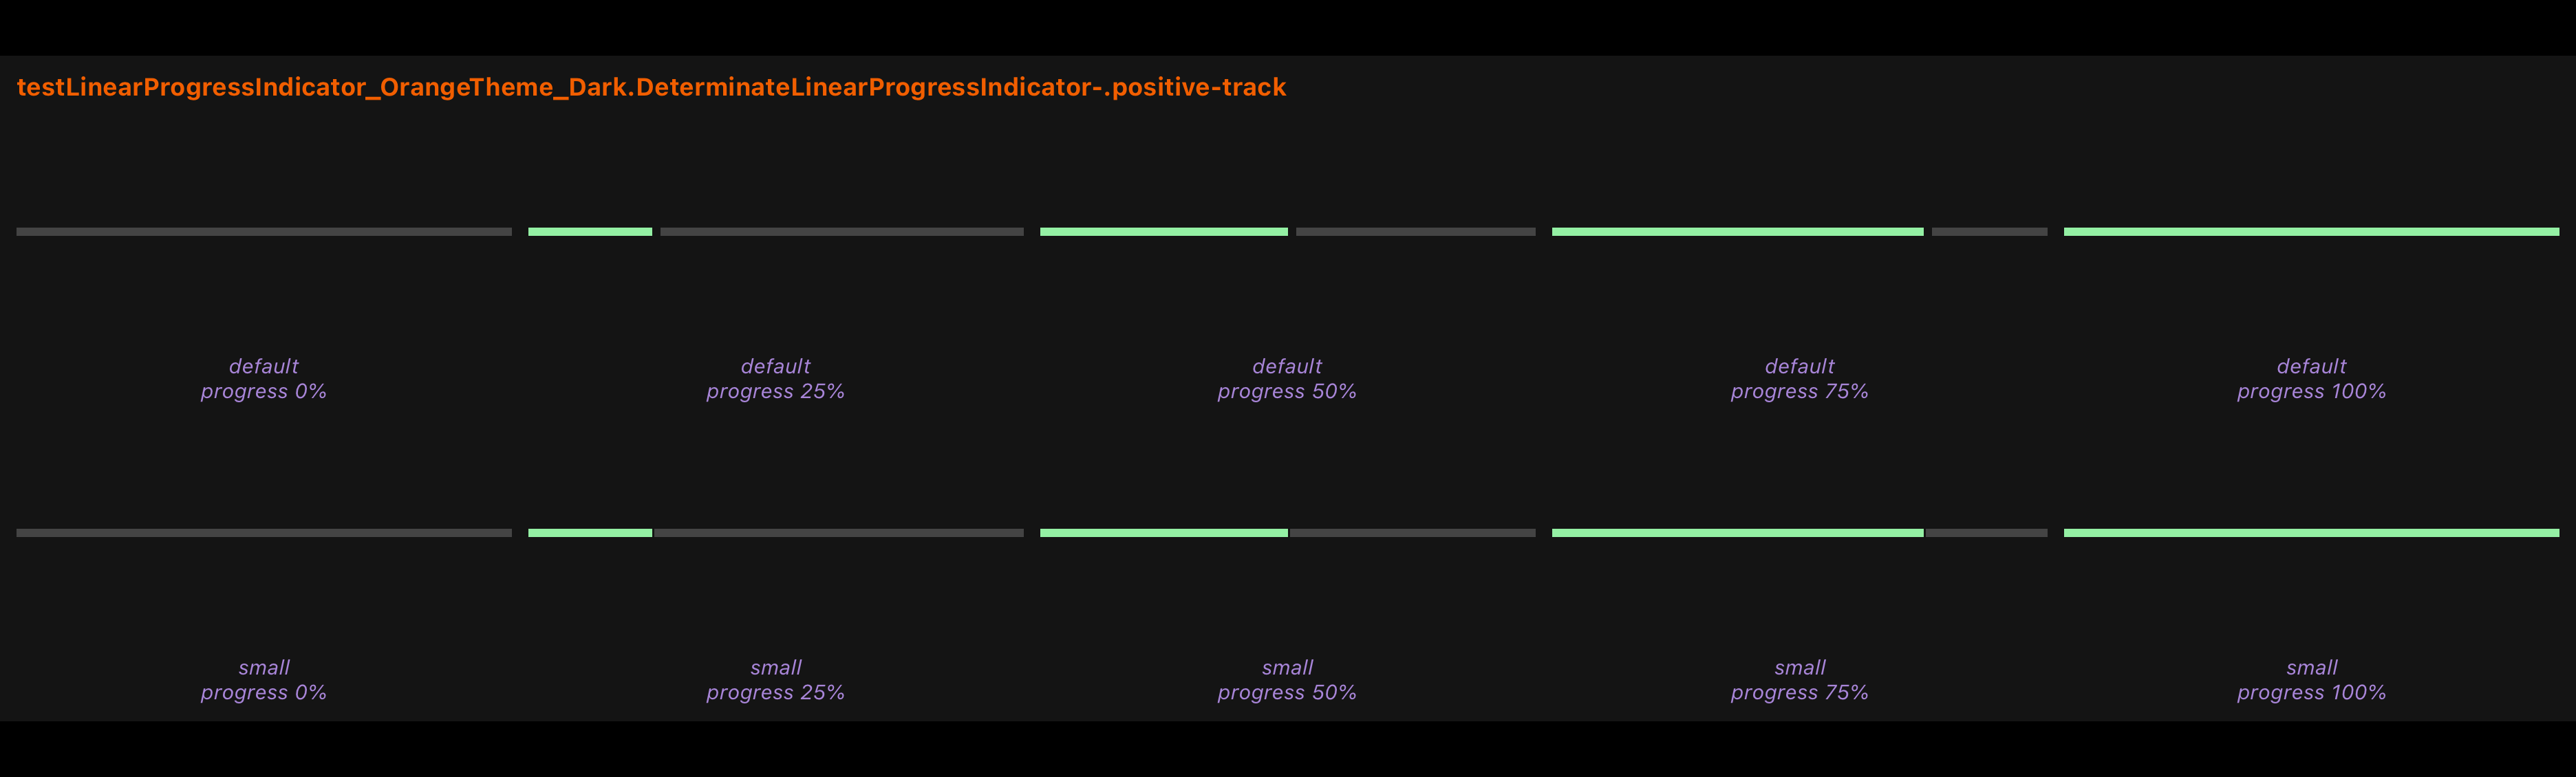 testLinearProgressIndicator_OrangeTheme_Dark.DeterminateLinearProgressIndicator-.positive-track
default
progress 0%
default
progress 25%
default
progress 50%
default
progress 75%
default
progress 100%
small
progress 0%
small
progress 25%
small
progress 50%
small
progress 75%
small
progress 100%